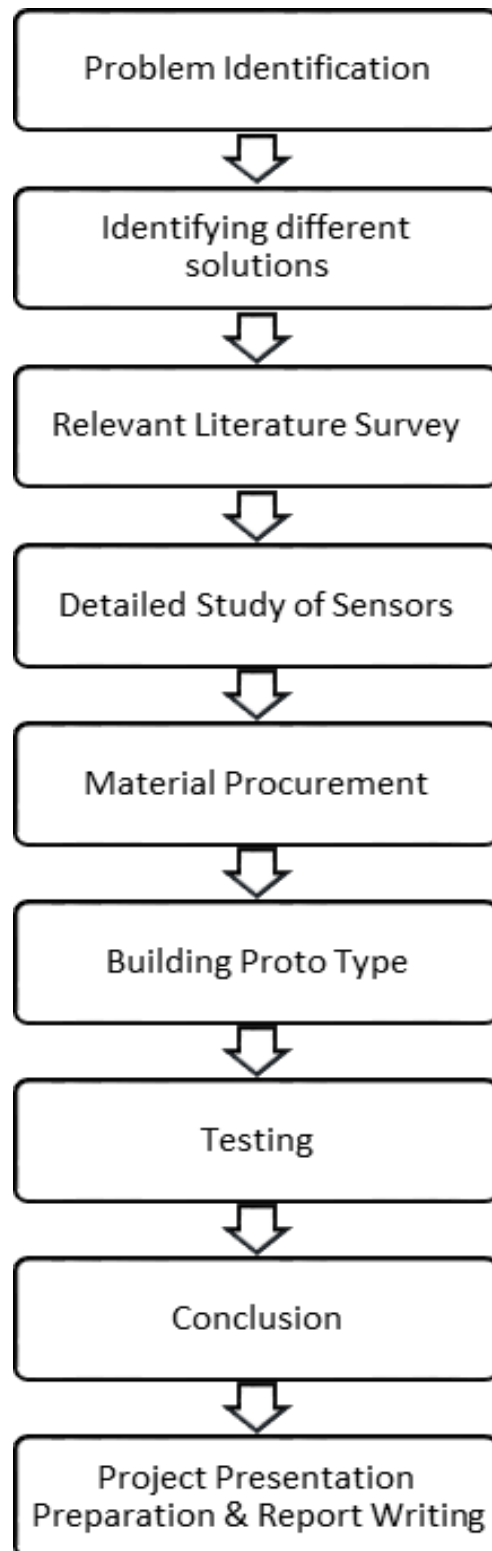 Problem Identification
Identifying different
solutions
Relevant Literature Survey
Detailed Study of Sensors
Material Procurement
Building Proto Type
Testing
Conclusion
Project Presentation
Preparation & Report Writing